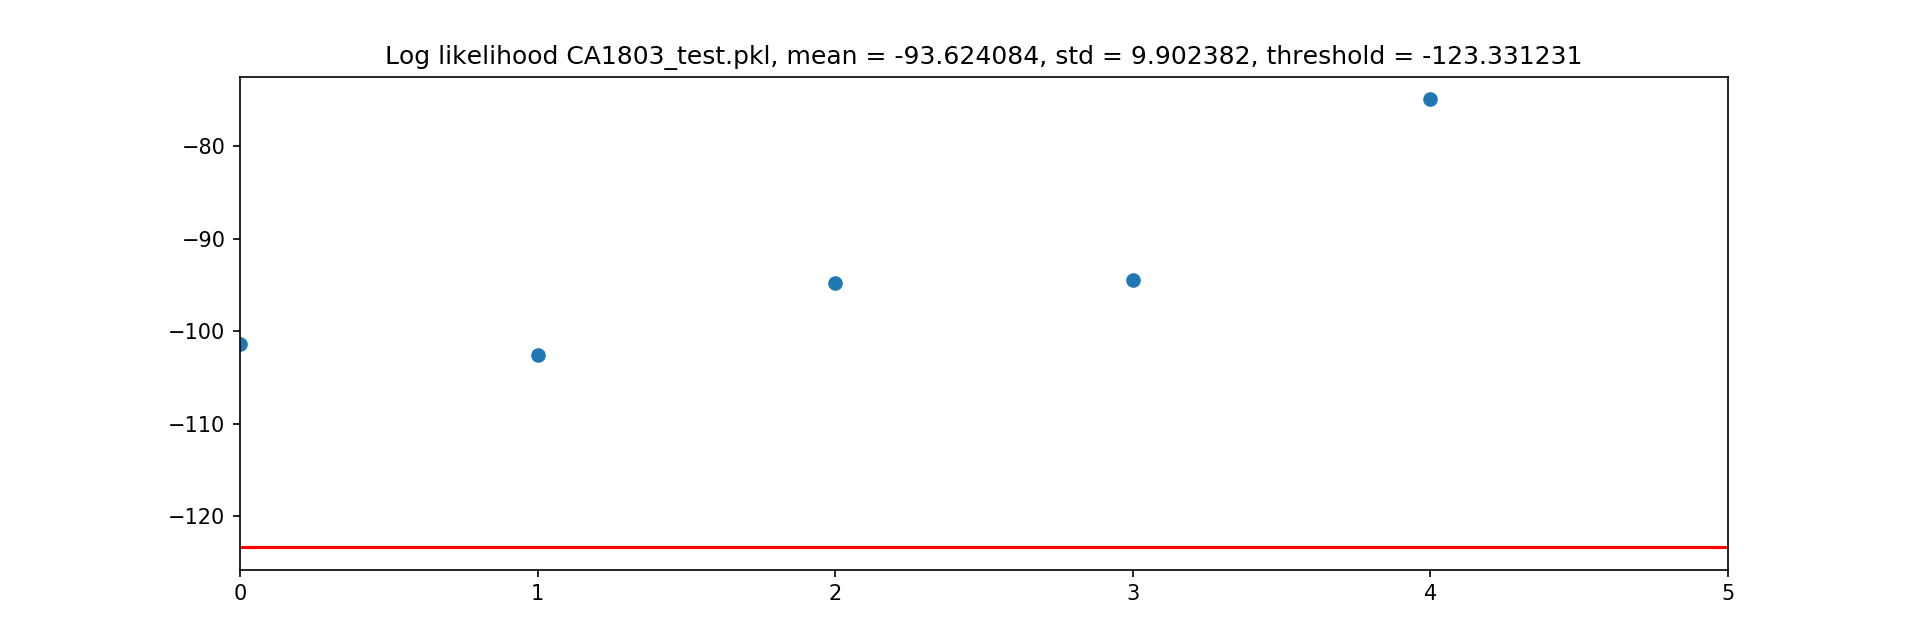 Log likelihood CA1803_test.pkl, mean = -93.624084, std = 9.902382, threshold = -123.331231
−80
−90
−100
−110
−120
0 1 2 3 4 5